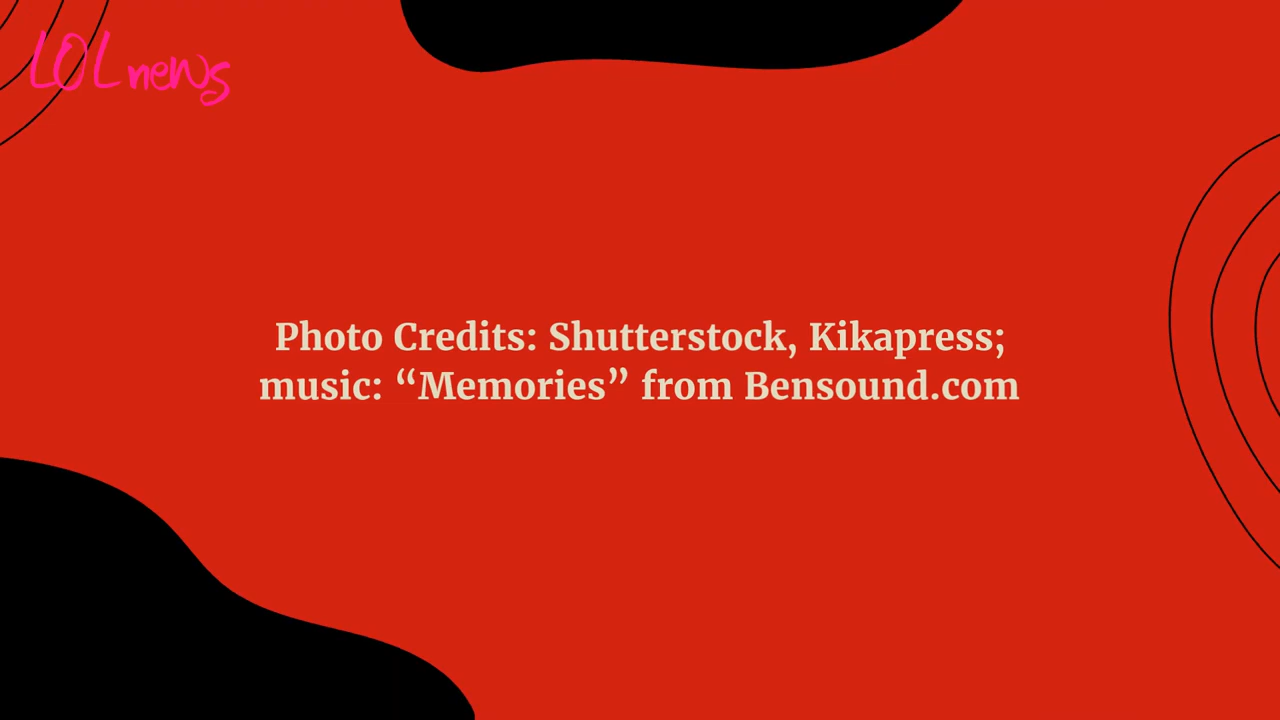 LOL news
Photo Credits: Shutterstock, Kikapress;
music: “Memories” from Bensound.com